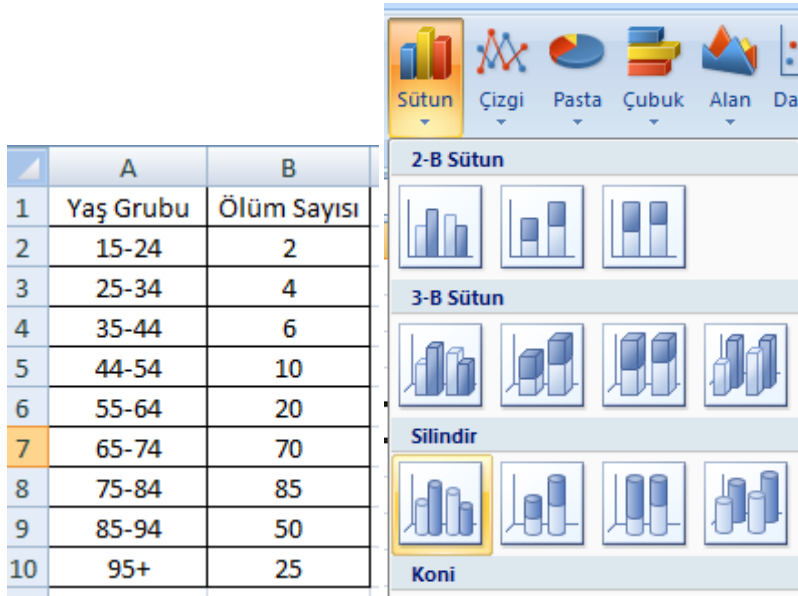 Sütun Çizgi Pasta Çubuk Alan Da
2-B Sütun
3-B Sütun
Silindir
Koni
A B
1 Yaş Grubu Ölüm Sayısı
2 15-24 2
3 25-34 4
4 35-44 6
5 44-54 10
6 55-64 20
7 65-74 70
8 75-84 85
9 85-94 50
10 95+ 25